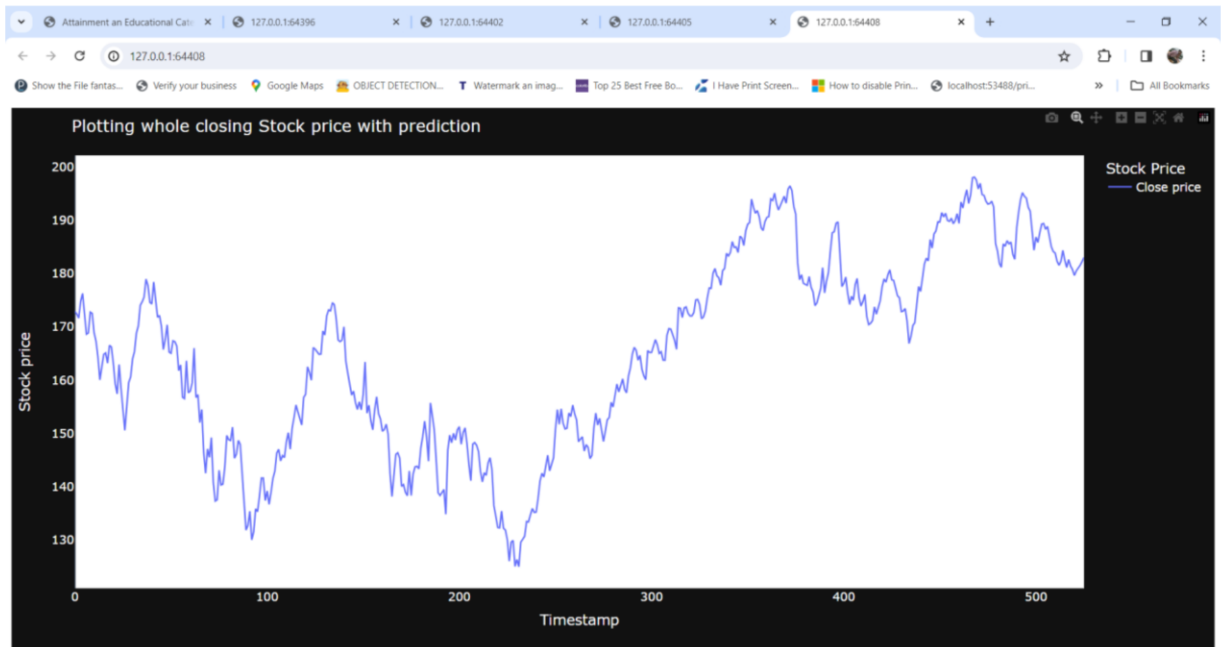 Attainment an Educational Cate
127.0.0.1:64396
127.0.0.1:64402
127.0.0.1:64405
127.0.0.1:64408
127.0.0.1:64408
Show the File fantas...
Verify your business
Google Maps
OBJECT DETECTION...
Watermark an imag...
Top 25 Best Free Bo...
I Have Print Screen...
How to disable Prin...
localhost:53488/pri...
All Bookmarks
Plotting whole closing Stock price with prediction
Stock Price
Close price
200
190
180
170
160
150
140
130
Stock price
0 100 200 300 400 500
Timestamp